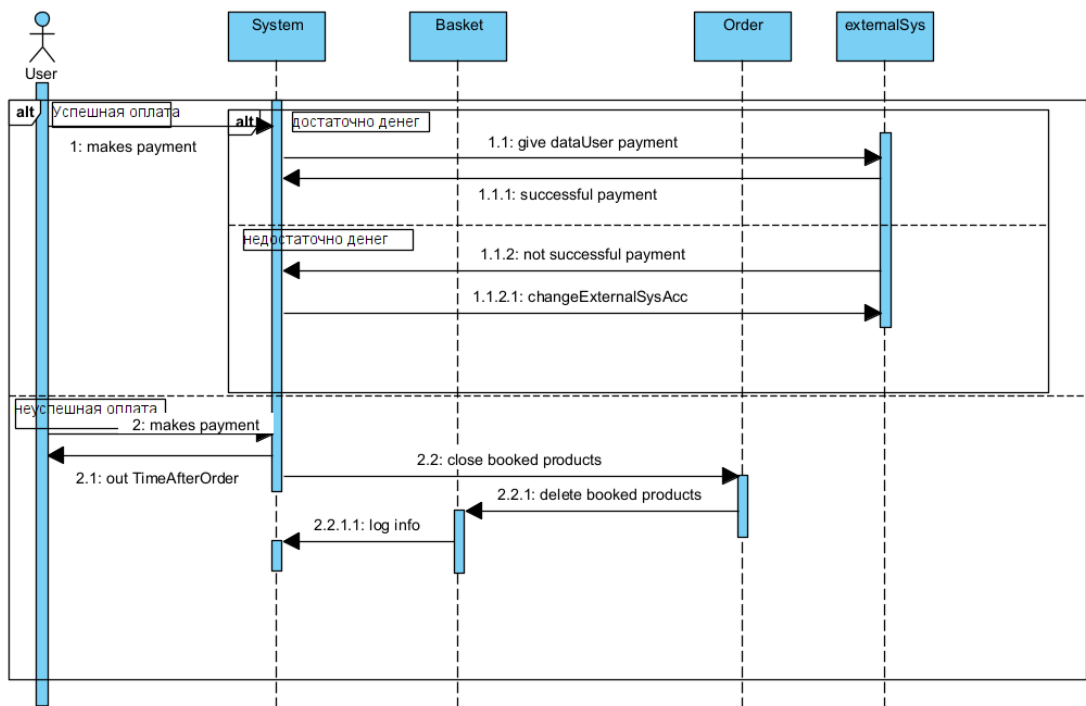 System
Basket
Order
externalSys
User
alt
Успешная оплата
alt
достаточно денег
1: makes payment
1.1: give dataUser payment
1.1.1: successful payment
недостаточно денег
1.1.2: not successful payment
1.1.2.1: changeExternalSysAcc
неуспешная оплата
2: makes payment
2.1: out TimeAfterOrder
2.2: close booked products
2.2.1: delete booked products
2.2.1.1: log info